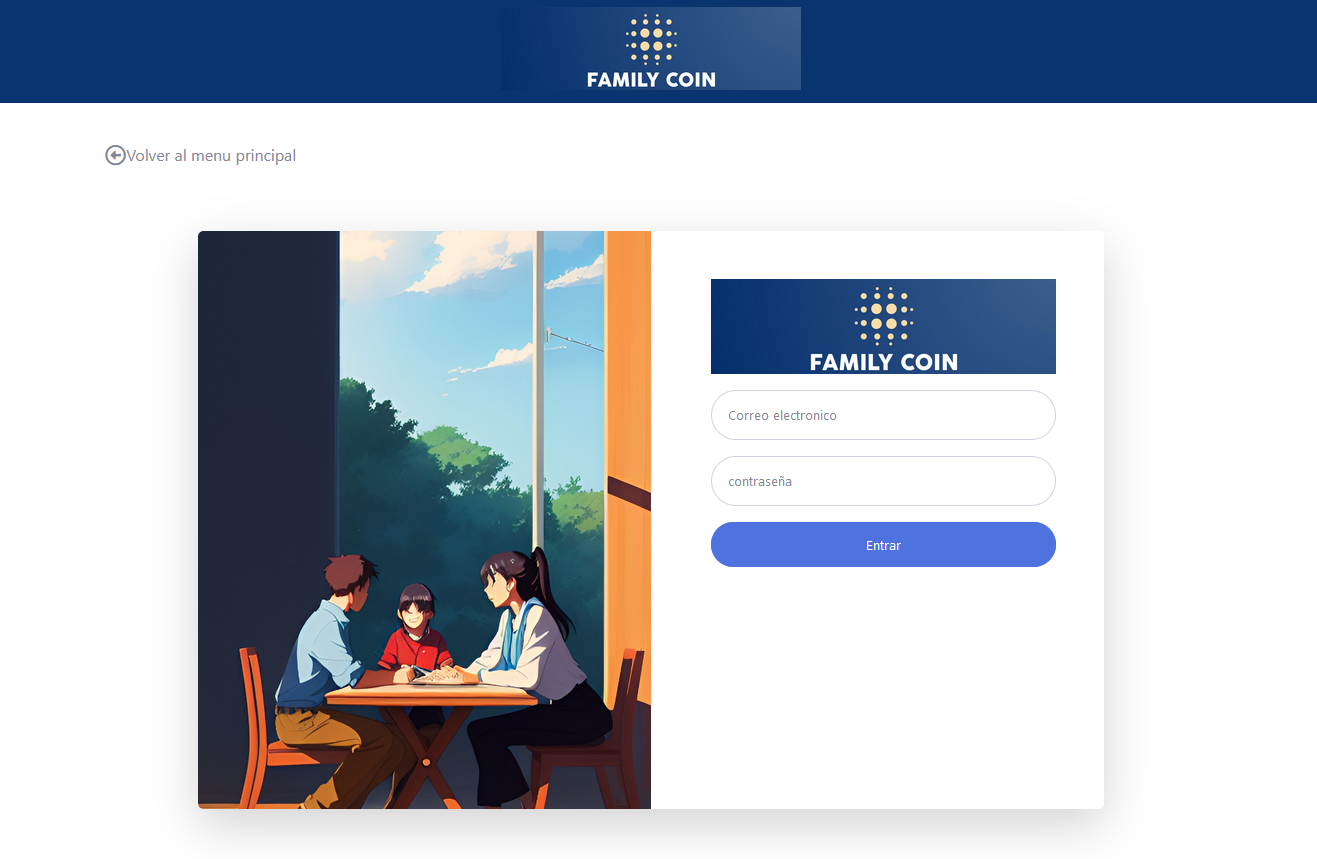 FAMILY COIN
Volver al menu principal
FAMILY COIN
Correo electronico
contraseña
Entrar